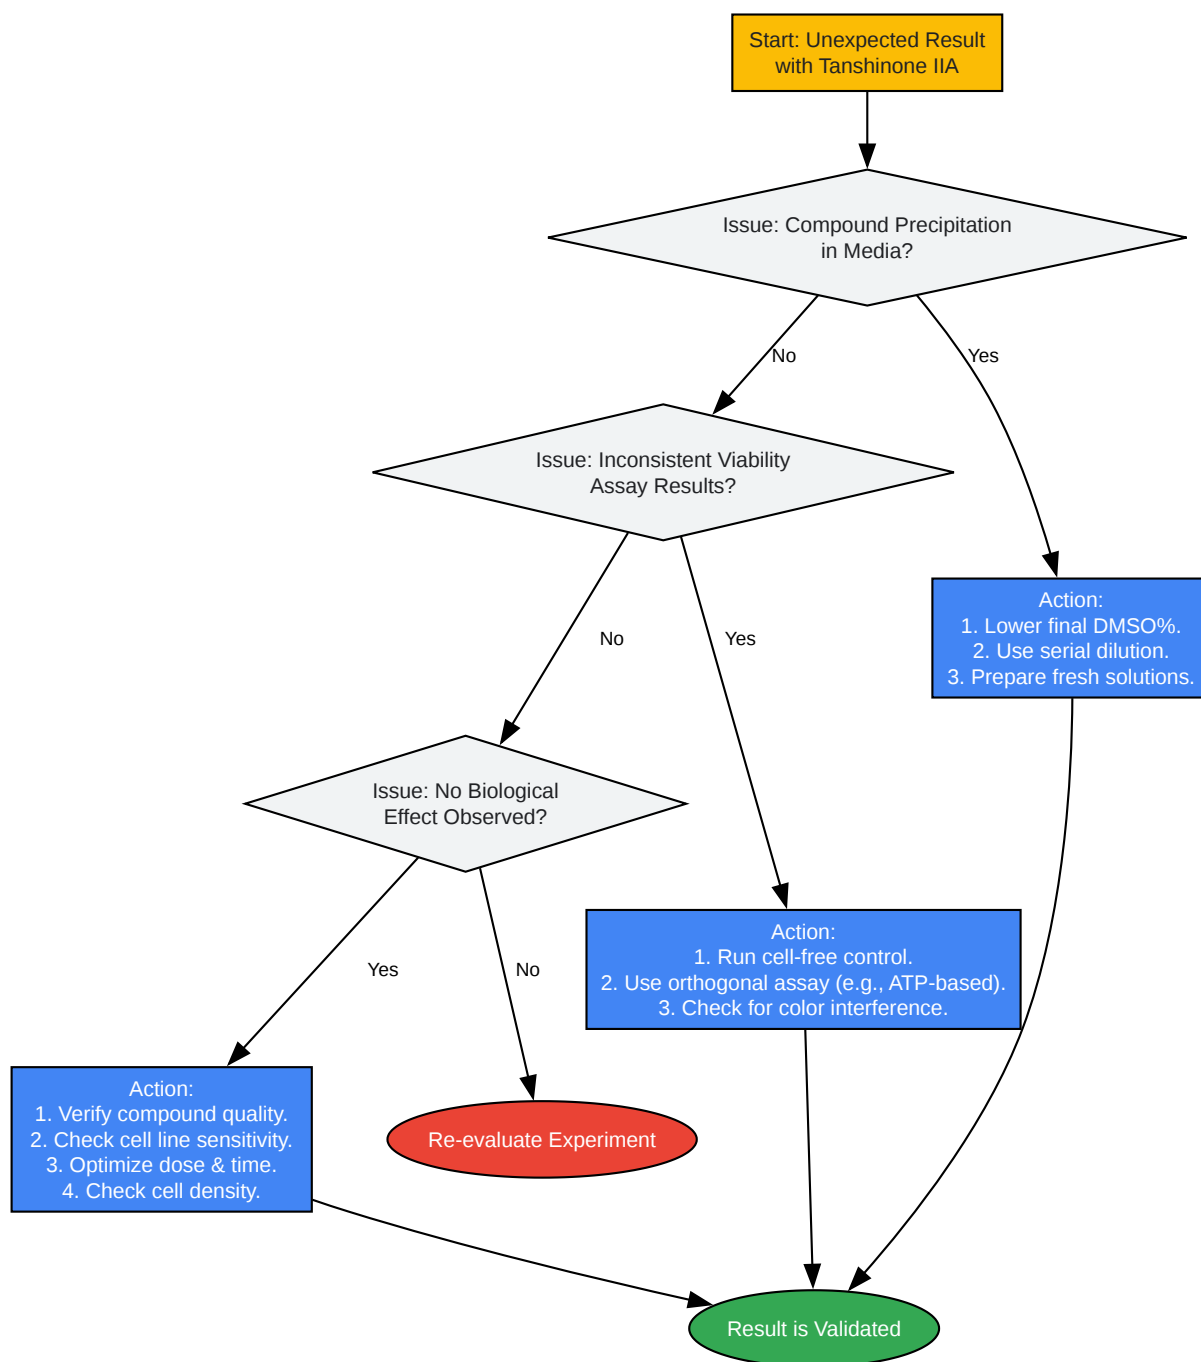 Start: Unexpected Result
with Tanshinone IIA
Issue: Compound Precipitation
in Media?
No
Yes
Issue: Inconsistent Viability
Assay Results?
Action:
1. Lower final DMSO%.
2. Use serial dilution.
3. Prepare fresh solutions.
No
Yes
Issue: No Biological
Effect Observed?
Action:
1. Run cell-free control.
2. Use orthogonal assay (e.g., ATP-based).
3. Check for color interference.
Yes
No
Action:
1. Verify compound quality.
2. Check cell line sensitivity.
3. Optimize dose & time.
4. Check cell density.
Re-evaluate Experiment
Result is Validated